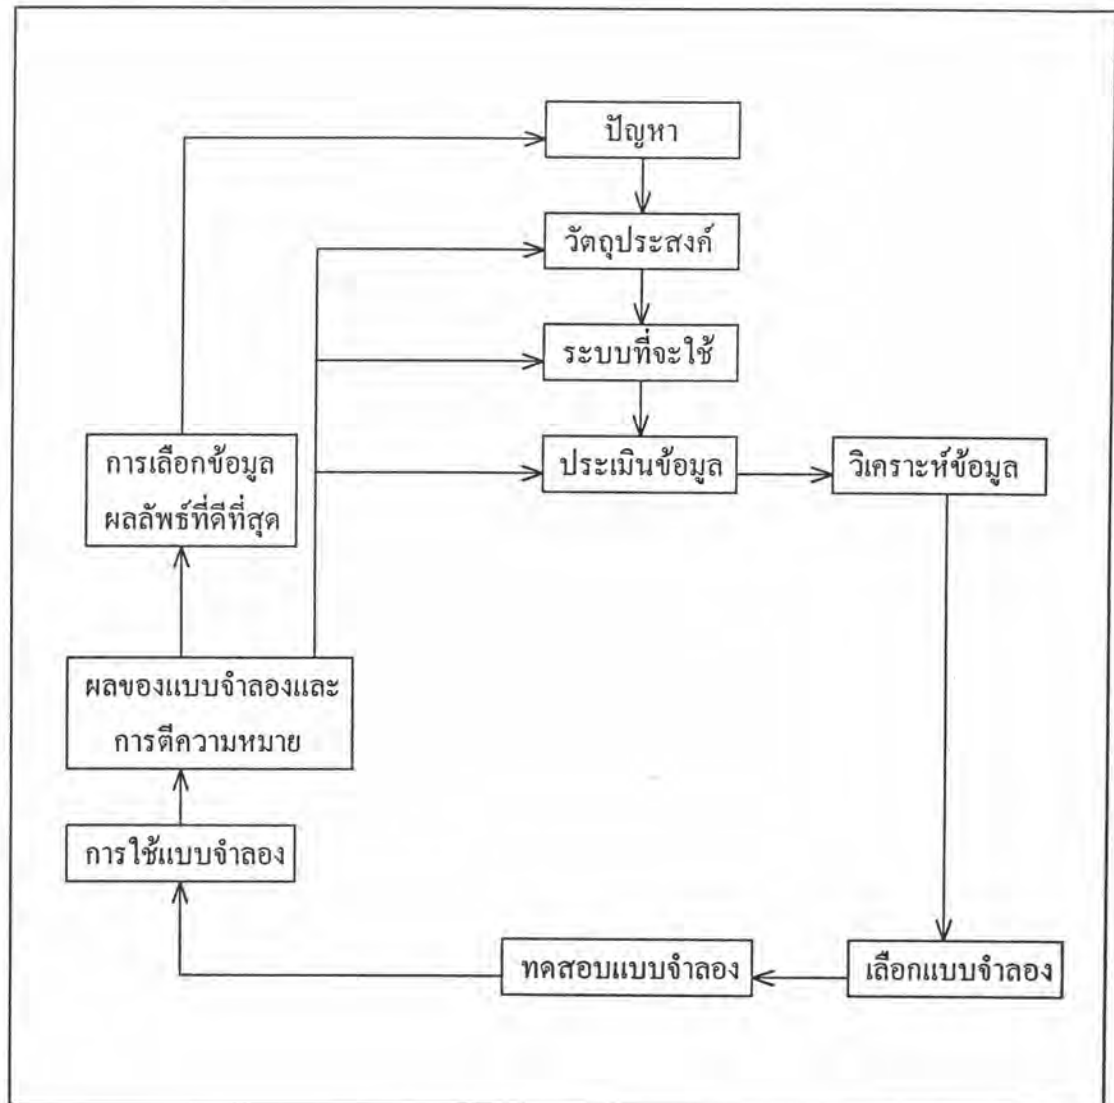 ปัญหา
วัตถุประสงค์
ระบบที่จะใช้
ประเมินข้อมูล
วิเคราะห์ข้อมูล
การเลือกข้อมูล
ผลลัพธ์ที่ดีที่สุด
ผลของแบบจำลองและ
การตีความหมาย
การใช้แบบจำลอง
ทดสอบแบบจำลอง
เลือกแบบจำลอง